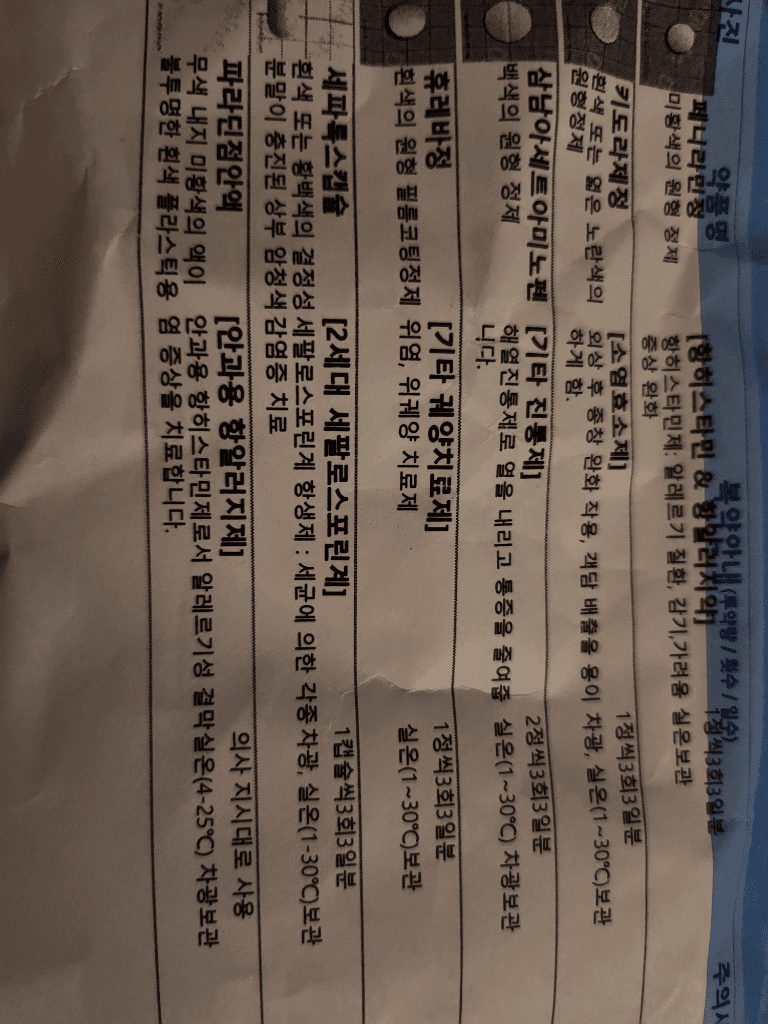 사진
약품명
복약안내 (투약량 / 횟수 / 일수)
주의사
페니라민정
미황색의 원형 정제
[항히스타민 & 항알러지약]
항히스타민제: 알레르기 질환, 감기,가려움
증상 완화
1정씩3회3일분
실온보관
키도라제정
흰색 또는 엷은 노란색의
원형정제
[소염효소제]
외상 후 종창 완화 작용, 객담 배출을 용이
하게 함.
1정씩3회3일분
차광, 실온(1~30℃)보관
삼남아세트아미노펜
백색의 원형 정제
[기타 진통제]
해열진통제로 열을 내리고 통증을 줄여줍
니다.
2정씩3회3일분
실온(1~30℃) 차광보관
휴레바정
흰색의 원형 필름코팅정제
[기타 궤양치료제]
위염, 위궤양 치료제
1정씩3회3일분
실온(1~30℃)보관
세파록스캡슐
흰색 또는 황백색의 결정성
분말이 충진된 상부 암청색
[2세대 세팔로스포린계]
세팔로스포린계 항생제 : 세균에 의한 각종
감염증 치료
1캡슐씩3회3일분
차광, 실온(1-30℃)보관
파라민점안액
무색 내지 미황색의 액이
불투명한 흰색 플라스틱용
[안과용 항알러지제]
안과용 항히스타민제로서 알레르기성 결막
염 증상을 치료합니다.
의사 지시대로 사용
실온(4-25℃) 차광보관